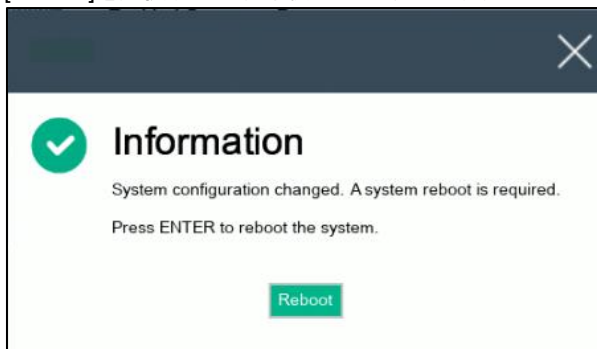 Information
System configuration changed. A system reboot is required.
Press ENTER to reboot the system.
Reboot